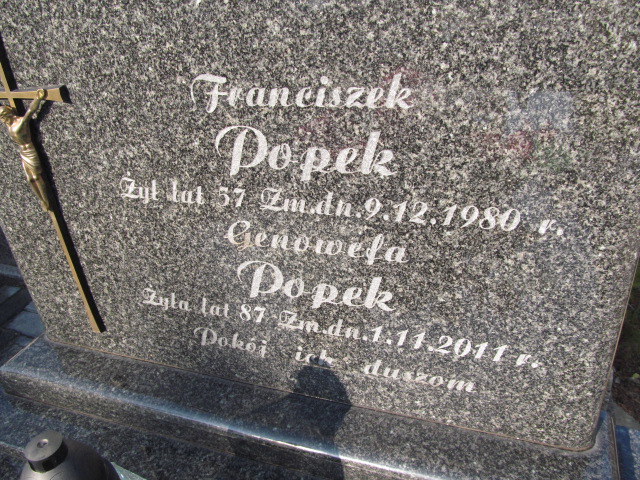 Franciszek
Popek
Żył lat 57 Zm.dn.9.12.1980 r.
Genowefa
Popek
Żyła lat 87 Zm.dn.1.11.2011 r.
Pokój ich duszom